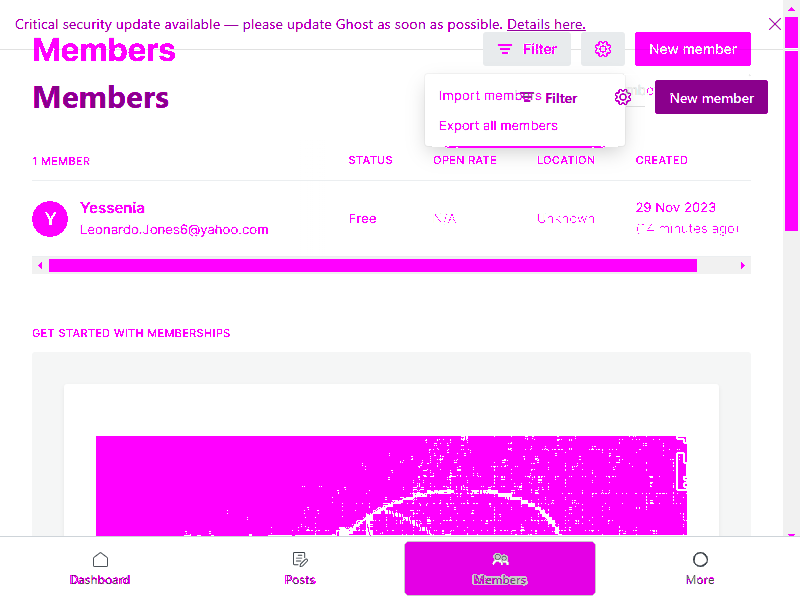 Critical security update available — please update Ghost as soon as possible. Details here.
Members
Filter
New member
Members
Import members
Filter
New member
Export all members
1 MEMBER
STATUS
OPEN RATE
LOCATION
CREATED
Y
Yessenia
Leonardo.Jones6@yahoo.com
Free
N/A
Unknown
29 Nov 2023
(14 minutes ago)
GET STARTED WITH MEMBERSHIPS
Dashboard
Posts
Members
More